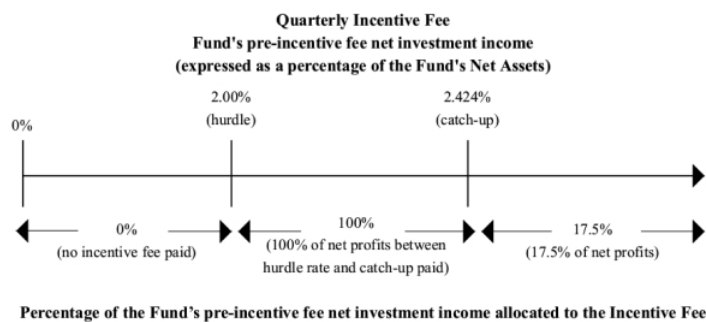 Quarterly Incentive Fee
Fund's pre-incentive fee net investment income
(expressed as a percentage of the Fund's Net Assets)
0%
2.00%
(hurdle)
2.424%
(catch-up)
0%
(no incentive fee paid)
100%
(100% of net profits between
hurdle rate and catch-up paid)
17.5%
(17.5% of net profits)
Percentage of the Fund’s pre-incentive fee net investment income allocated to the Incentive Fee